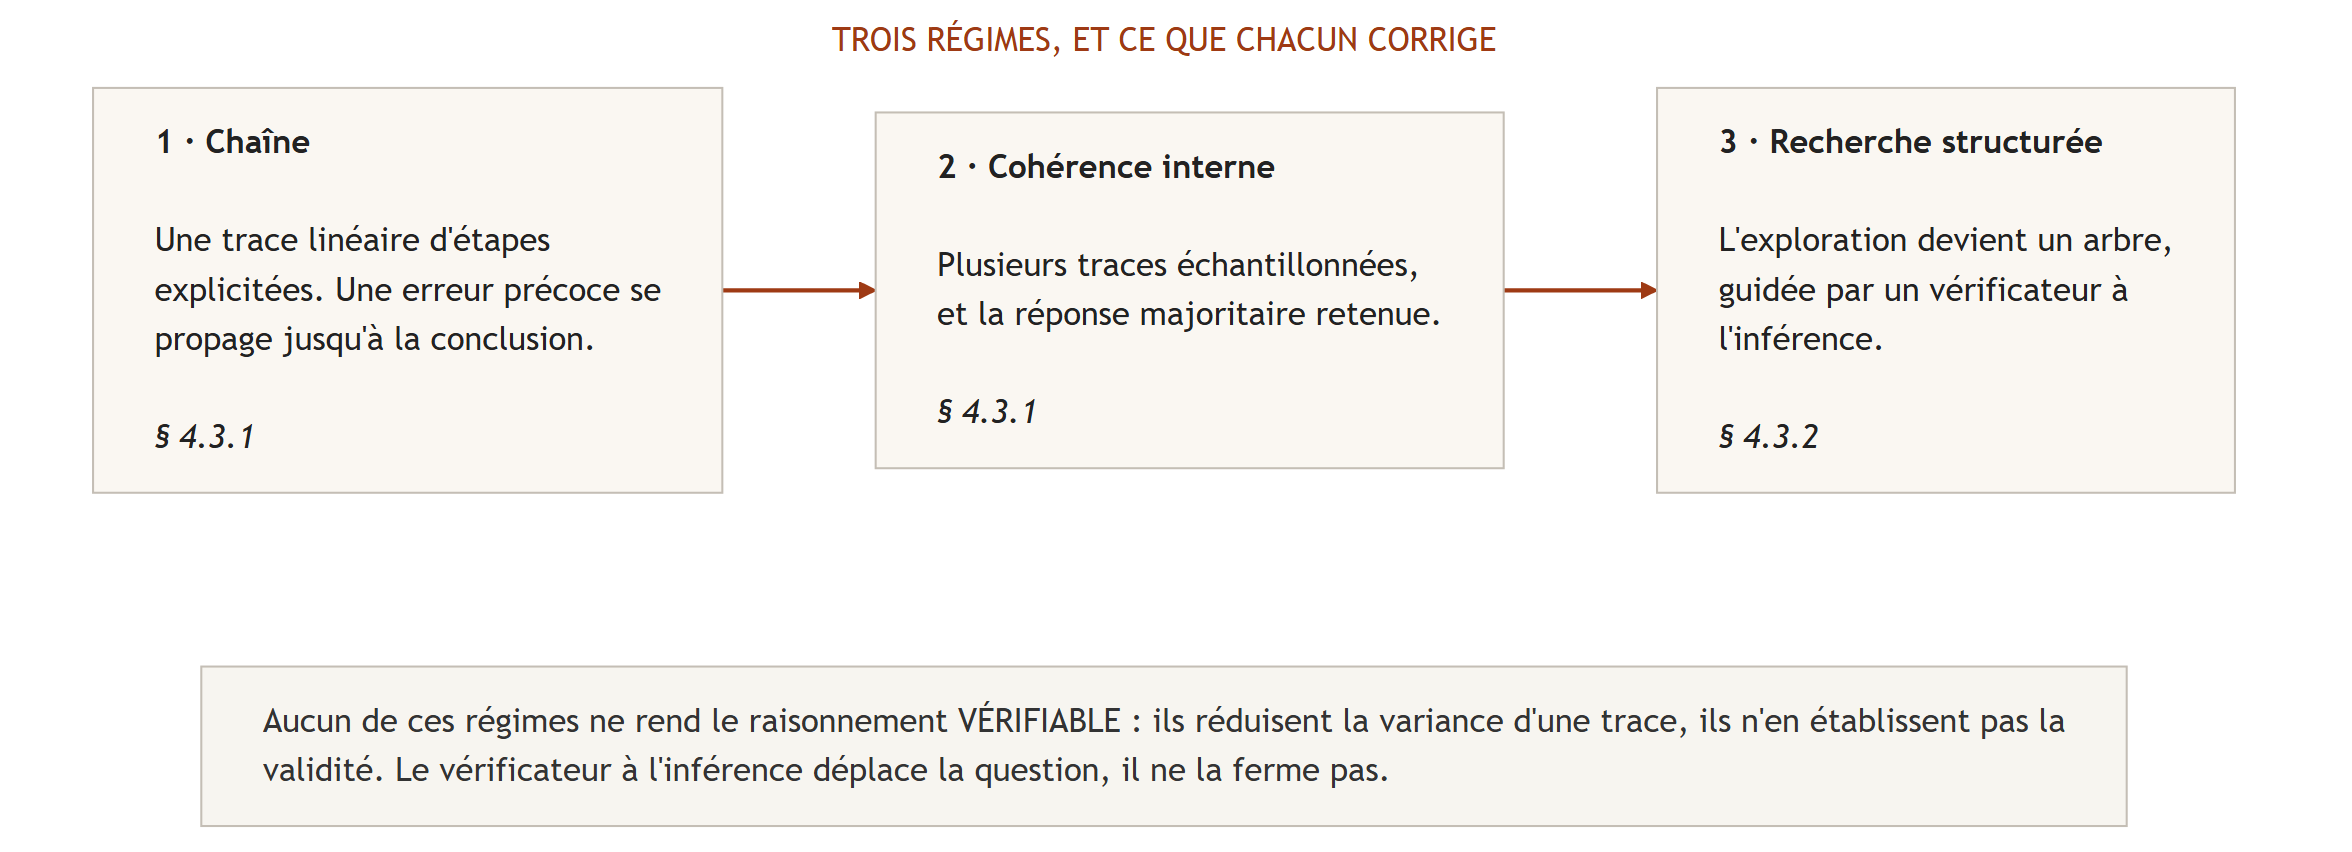 TROIS RÉGIMES, ET CE QUE CHACUN CORRIGE
1 · Chaîne
Une trace linéaire d'étapes
explicitées. Une erreur précoce se
propage jusqu'à la conclusion.
§ 4.3.1
2 · Cohérence interne
Plusieurs traces échantillonnées,
et la réponse majoritaire retenue.
§ 4.3.1
3 · Recherche structurée
L'exploration devient un arbre,
guidée par un vérificateur à
l'inférence.
§ 4.3.2
Aucun de ces régimes ne rend le raisonnement VÉRIFIABLE : ils réduisent la variance d'une trace, ils n'en établissent pas la
validité. Le vérificateur à l'inférence déplace la question, il ne la ferme pas.